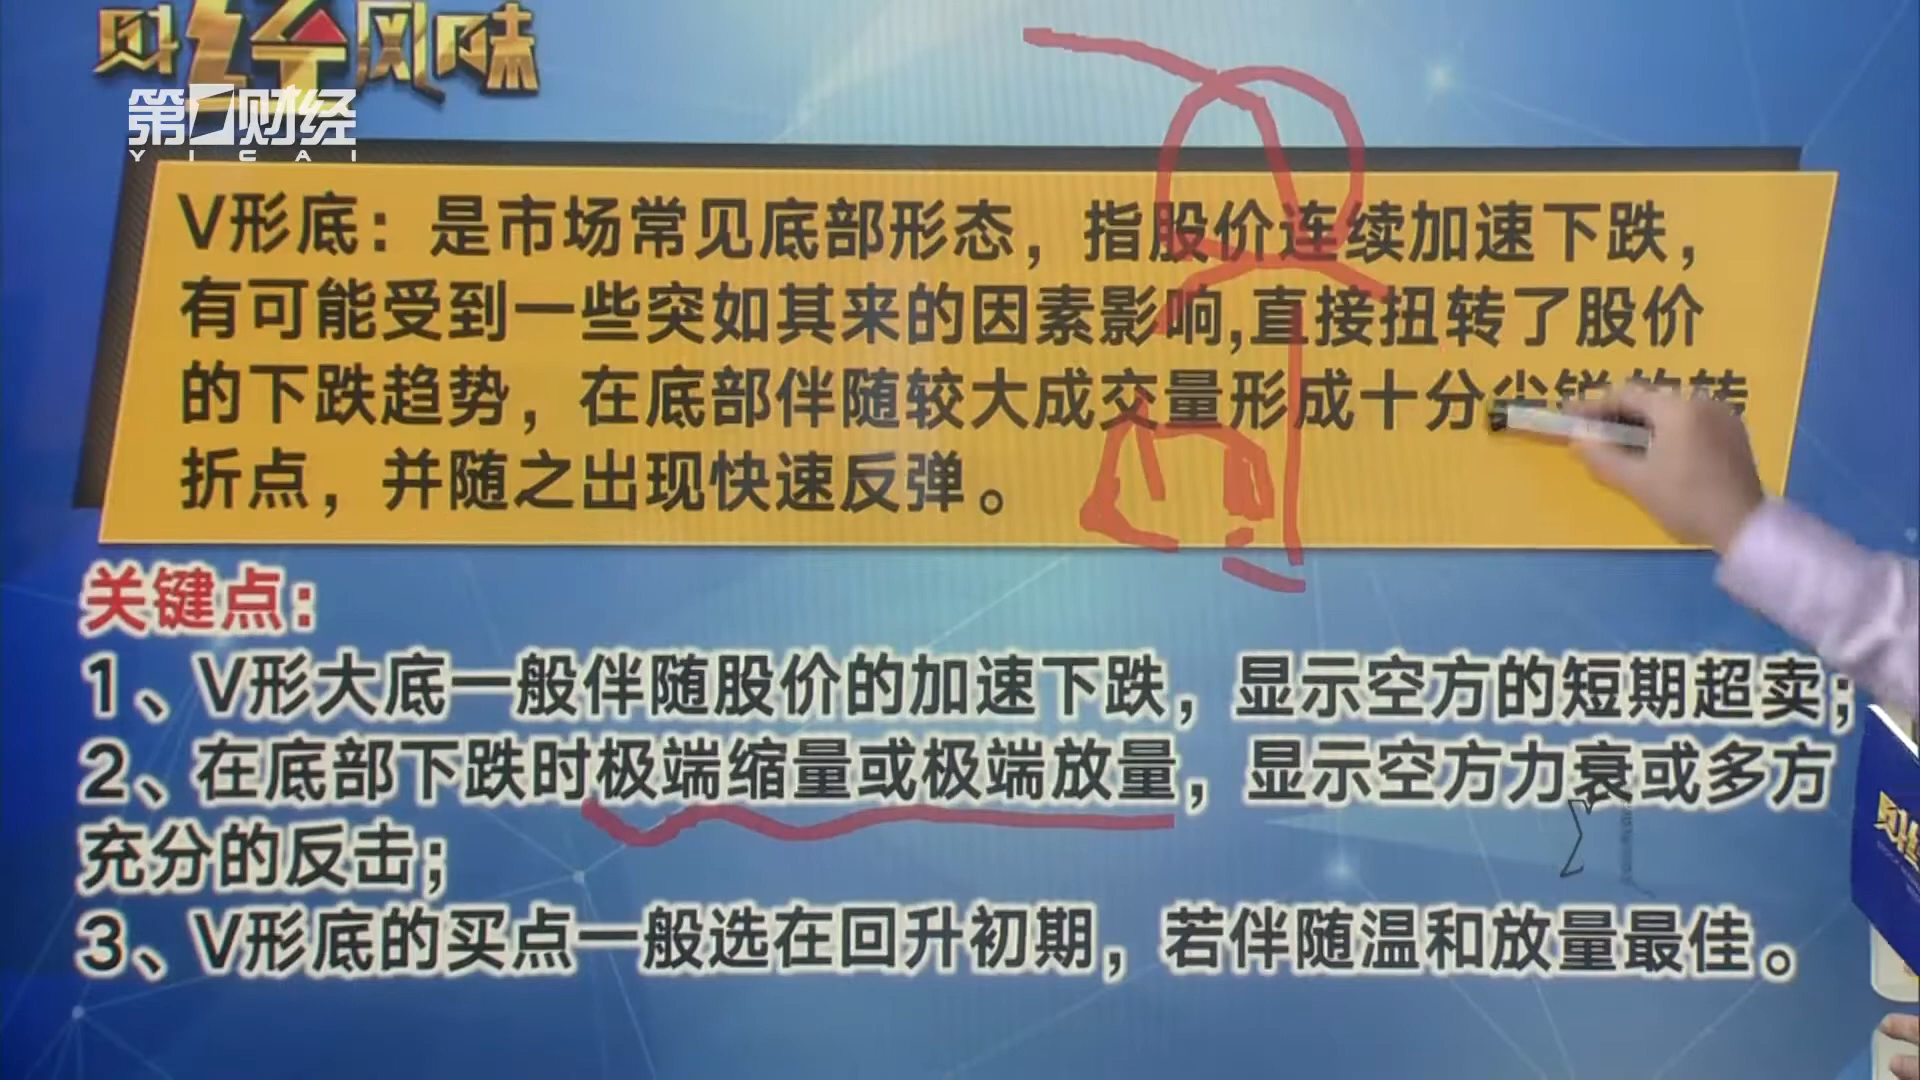 财经风味
第一财经
YICAI
V形底：是市场常见底部形态，指股价连续加速下跌，
有可能受到一些突如其来的因素影响,直接扭转了股价
的下跌趋势，在底部伴随较大成交量形成十分尖锐的转
折点，并随之出现快速反弹。
关键点：
1、V形大底一般伴随股价的加速下跌，显示空方的短期超卖；
2、在底部下跌时极端缩量或极端放量，显示空方力衰或多方
充分的反击；
3、V形底的买点一般选在回升初期，若伴随温和放量最佳。